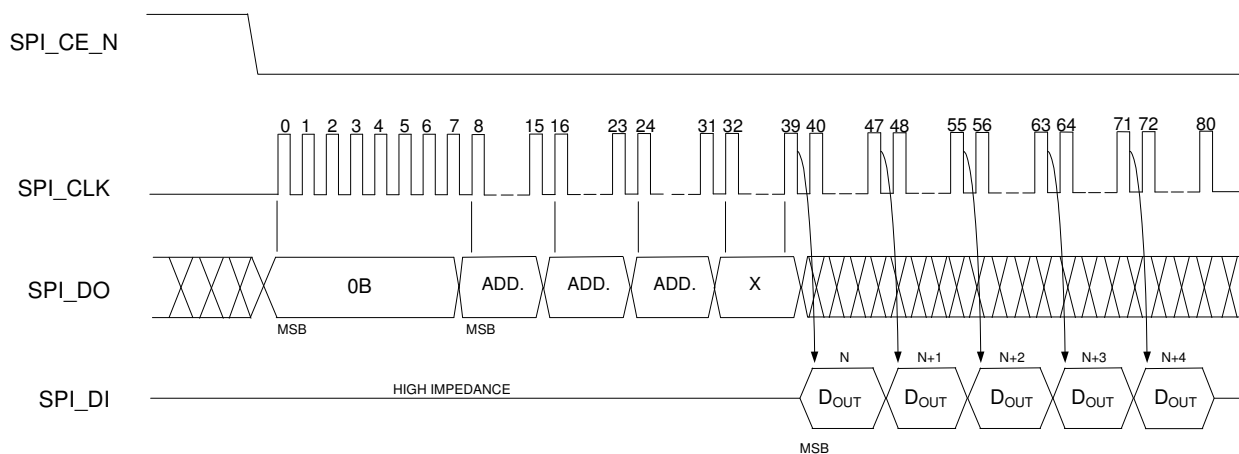 SPI_CE_N
0 1 2 3 4 5 6 7 8 15 16 23 24 31 32 39 40 47 48 55 56 63 64 71 72 80
SPI_CLK
SPI_DO
0B ADD. ADD. ADD. X
MSB MSB
N N+1 N+2 N+3 N+4
HIGH IMPEDANCE
SPI_DI
DOUT DOUT DOUT DOUT DOUT
MSB